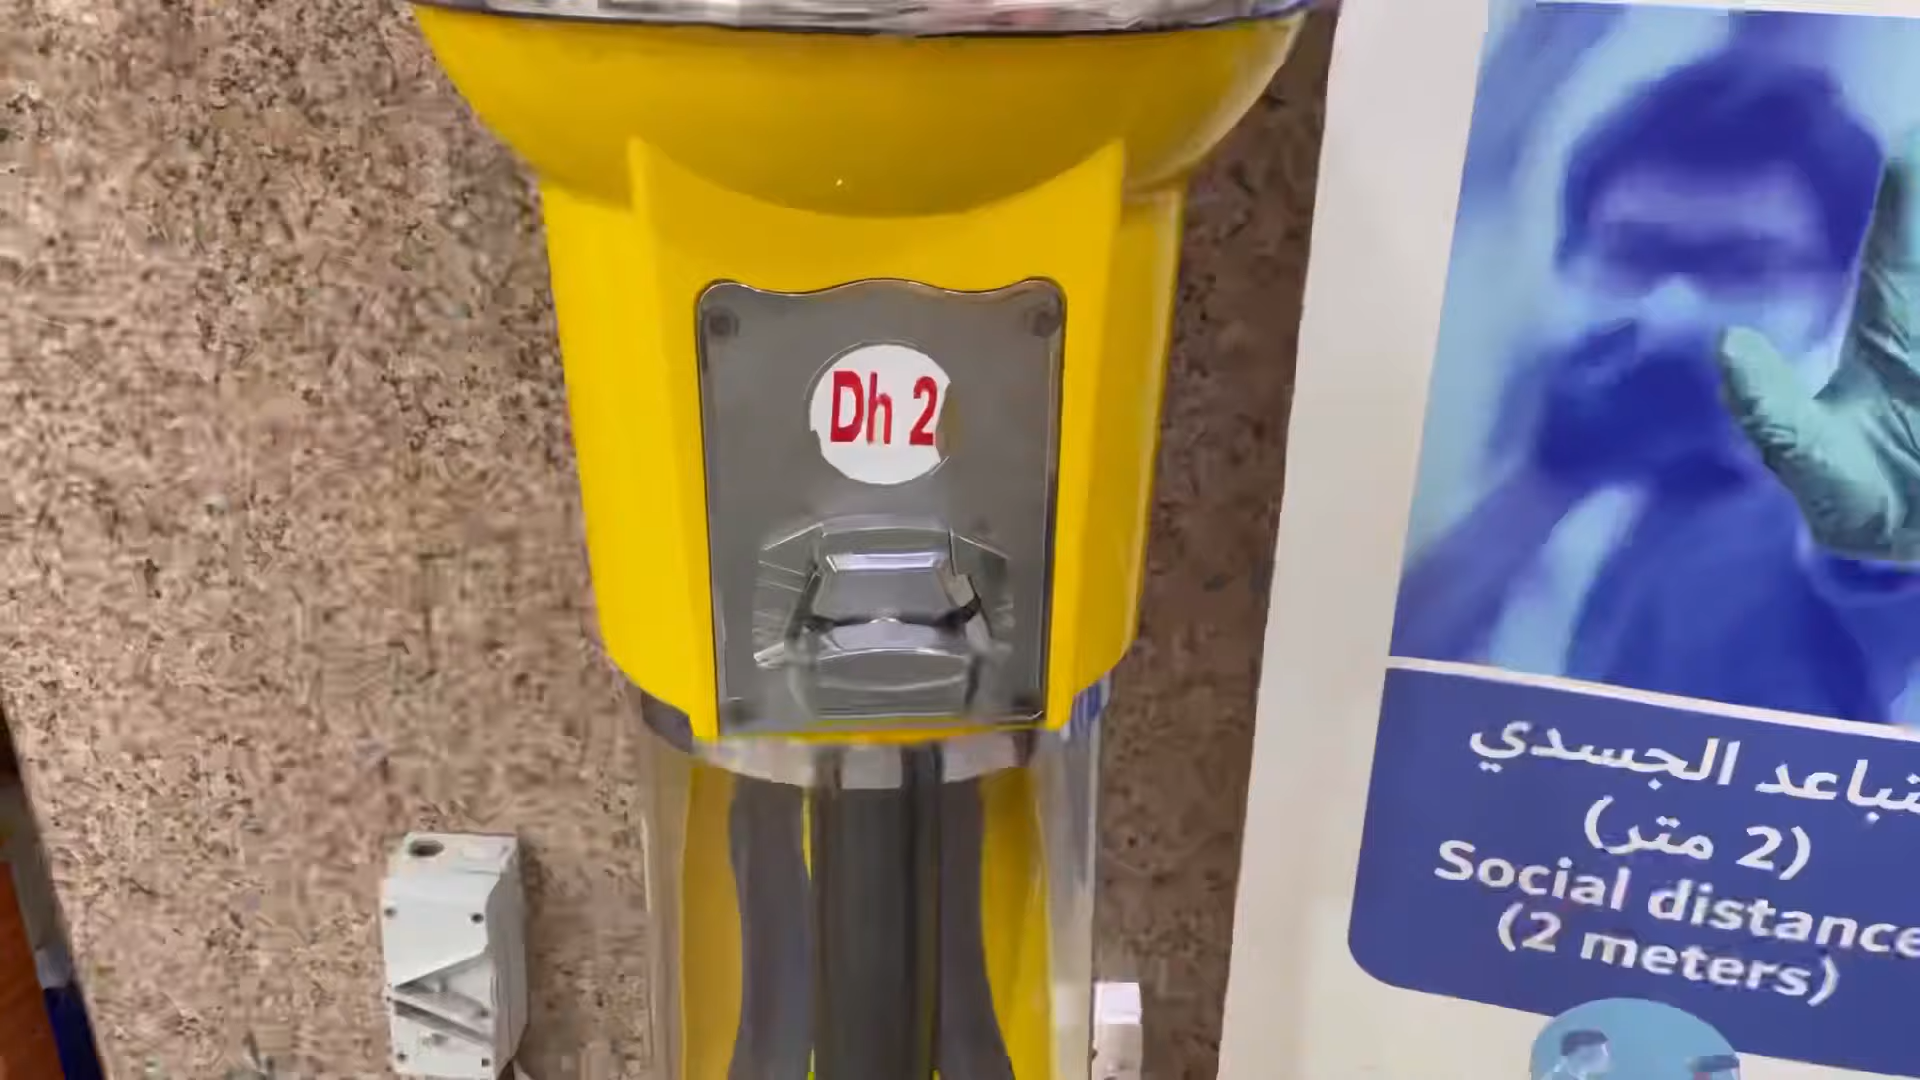 Dh 2
التباعد الجسدي
(2 متر)
Social distance
(2 meters)